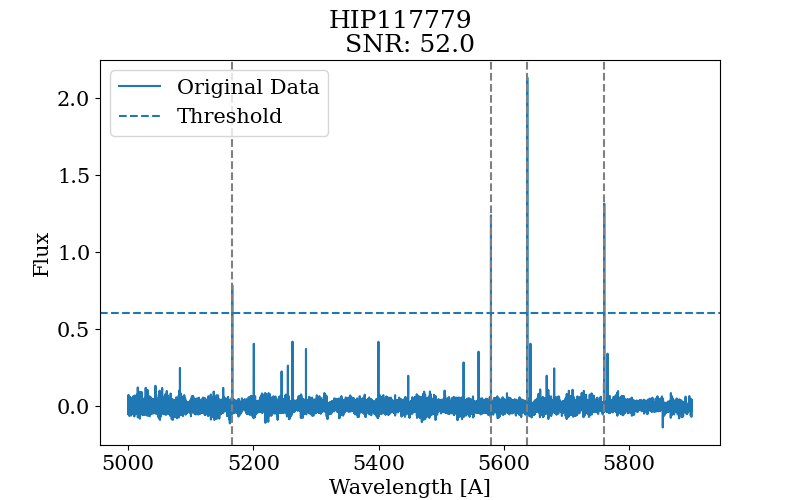 HIP117779
SNR: 52.0
Original Data
Threshold
2.0
1.5
1.0
0.5
0.0
Flux
5000 5200 5400 5600 5800
Wavelength [A]